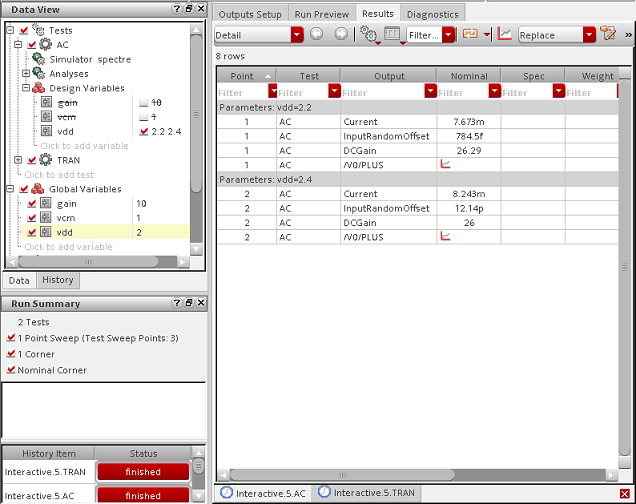 Data View
Tests
AC
Simulator spectre
Analyses
Design Variables
gain 10
vcm 1
vdd 2.2 2.4
Click to add variable
TRAN
Click to add test
Global Variables
gain 10
vcm 1
vdd 2
Click to add variable
Data History
Run Summary
2 Tests
1 Point Sweep (Test Sweep Points: 3)
1 Corner
Nominal Corner
History Item Status
Interactive.5.TRAN finished
Interactive.5.AC finished
Outputs Setup Run Preview Results Diagnostics
Detail Filter... Replace
8 rows
Point Test Output Nominal Spec Weight
Filter Filter Filter Filter Filter Filter
Parameters: vdd=2.2
1 AC Current 7.673m
1 AC InputRandomOffset 784.5f
1 AC DCGain 26.29
1 AC /V0/PLUS
Parameters: vdd=2.4
2 AC Current 8.243m
2 AC InputRandomOffset 12.14p
2 AC DCGain 26
2 AC /V0/PLUS
Interactive.5.AC Interactive.5.TRAN